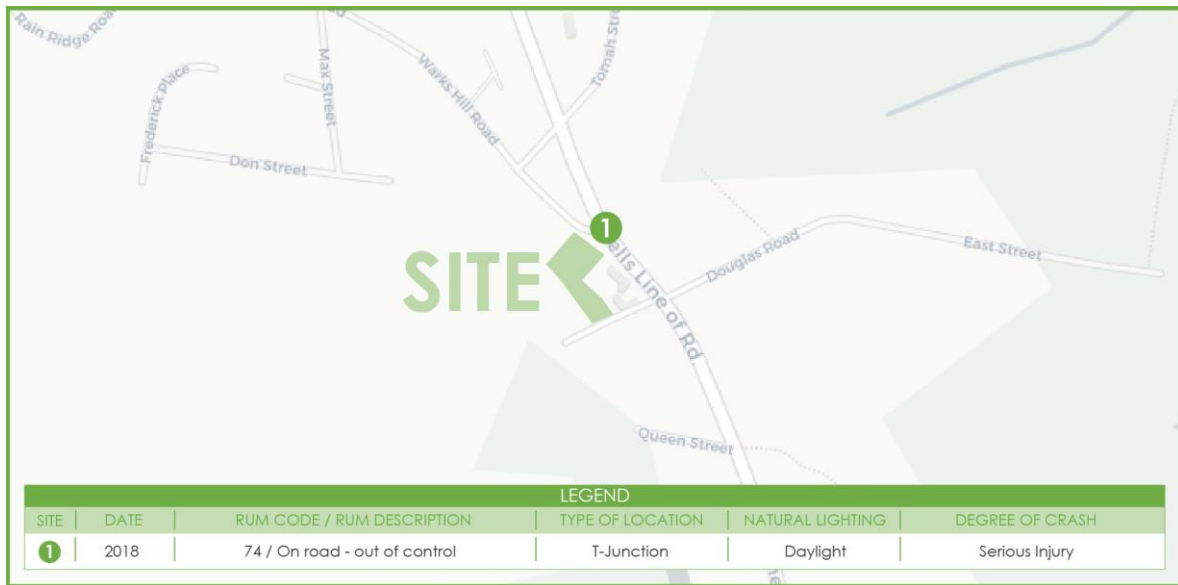 Rain Ridge Road
Max Street
Warks Hill Road
Tomah Str
Frederick Place
Don Street
1
SITE
ells Line of Rd.
Douglas Road
East Street
Queen Street
LEGEND
SITE | DATE | RUM CODE / RUM DESCRIPTION | TYPE OF LOCATION | NATURAL LIGHTING | DEGREE OF CRASH
1 | 2018 | 74 / On road - out of control | T-Junction | Daylight | Serious Injury